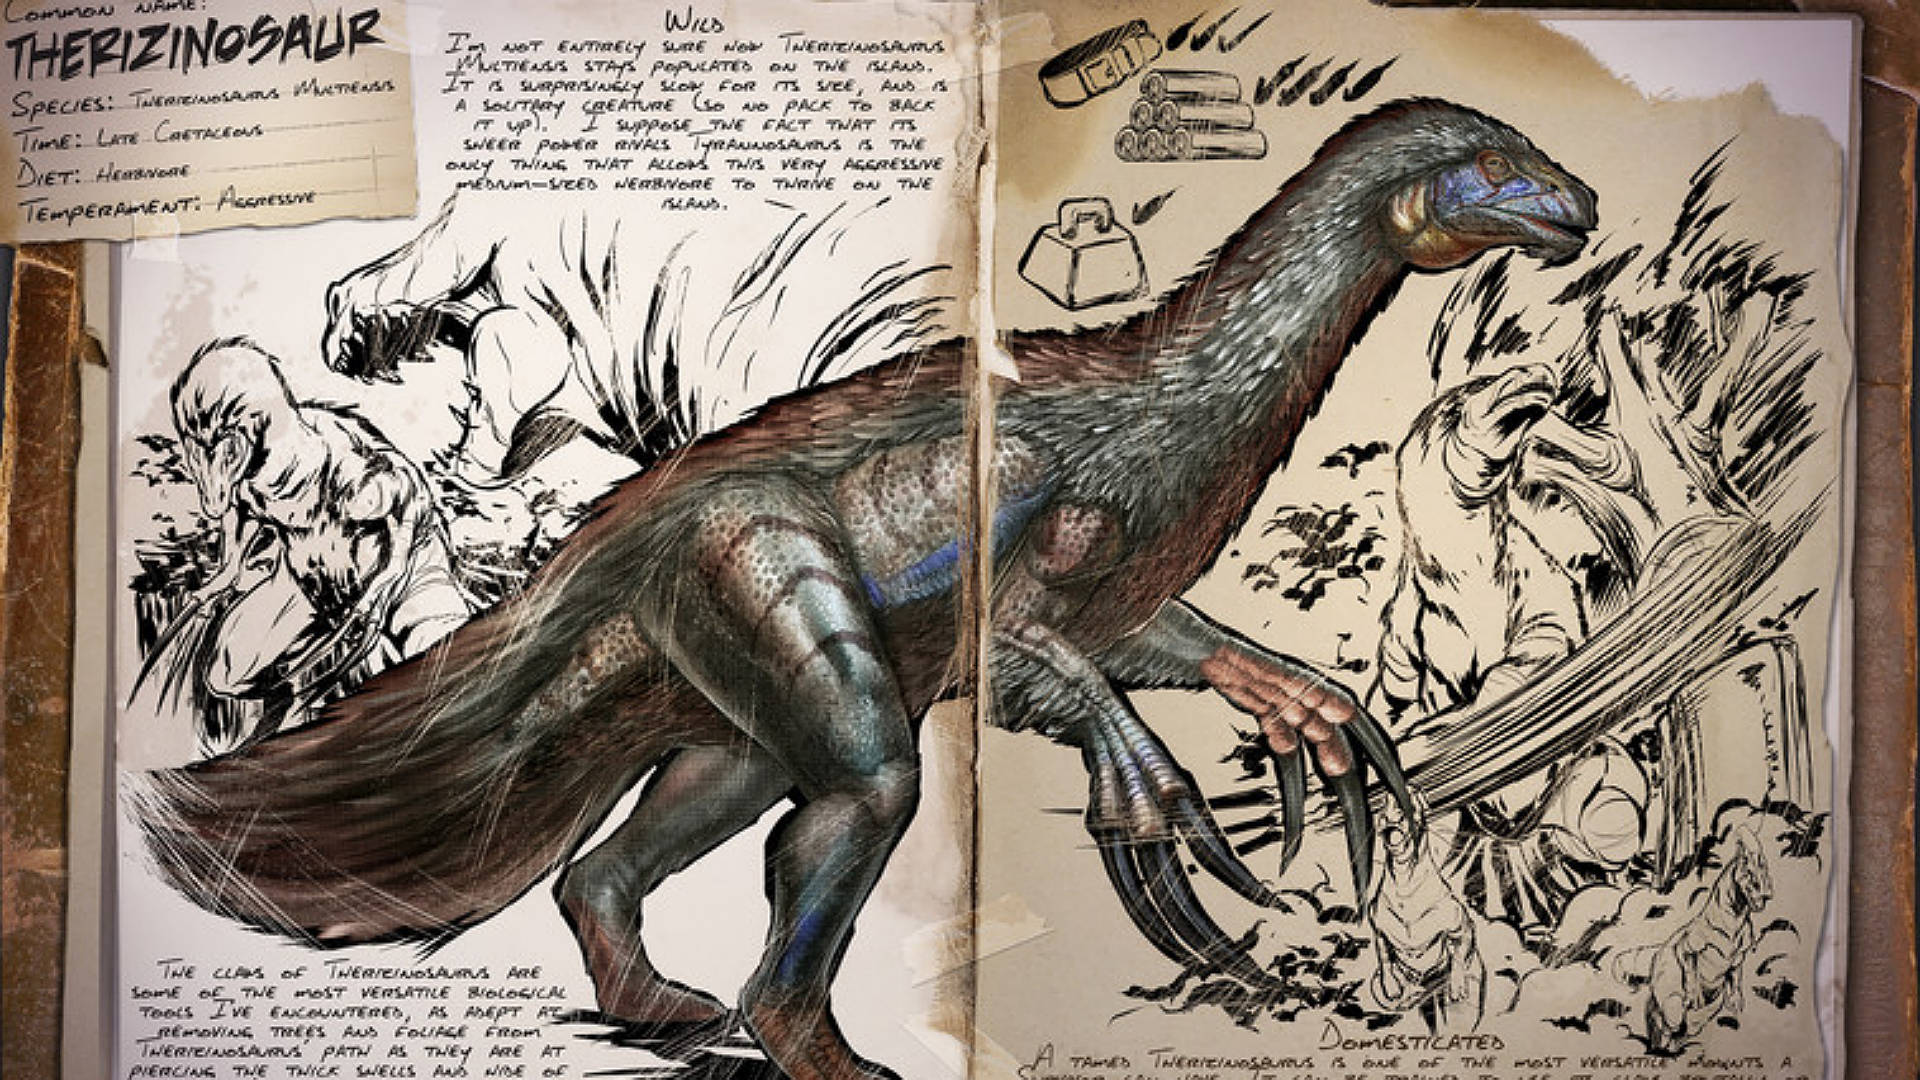 Common name:
Therizinosaur
Species: Therizinosaurus Multiensis
Time: Late Cretaceous
Diet: Herbivore
Temperament: Aggressive
Wild
I'm not entirely sure how Therizinosaurus
Multiensis stays populated on the island.
It is surprisingly slow for its size, and is
a solitary creature (so no pack to back
it up). I suppose the fact that its
sheer power rivals Tyrannosaurus is the
only thing that allows this very aggressive
medium-sized herbivore to thrive on the
island.
The claws of Therizinosaurus are
some of the most versatile biological
tools I've encountered, as adept at
removing trees and foliage from
Therizinosaurus' path as they are at
piercing the thick shells and hide of
Domesticated
A tamed Therizinosaurus is one of the most versatile mounts a